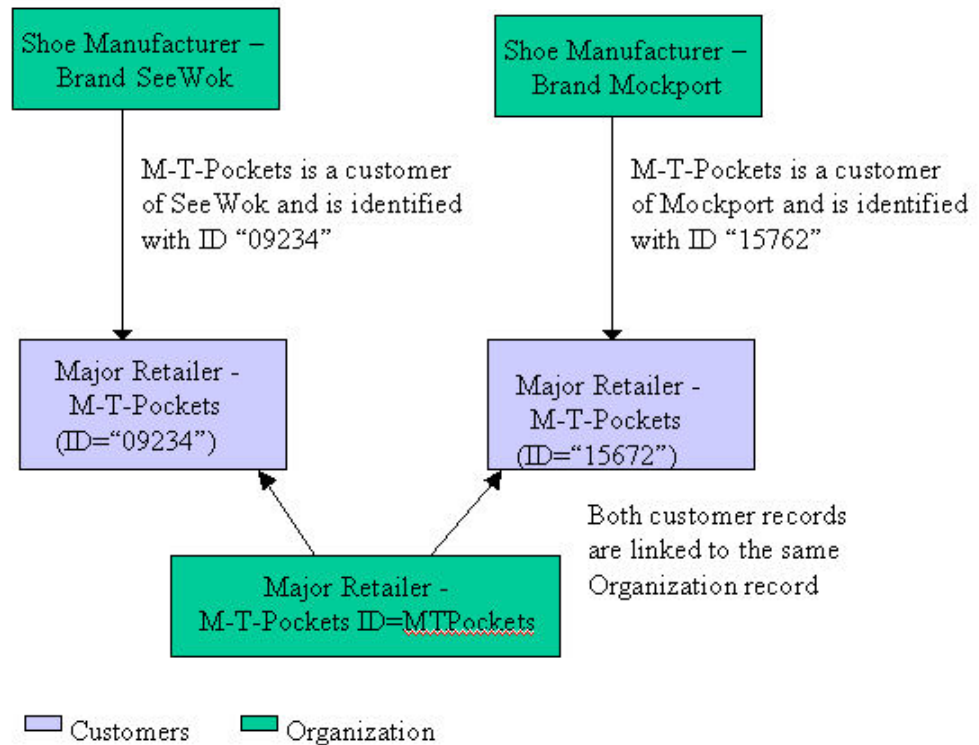 Shoe Manufacturer –
Brand SeeWok
Shoe Manufacturer –
Brand Mockport
M-T-Pockets is a customer
of SeeWok and is identified
with ID “09234”
M-T-Pockets is a customer
of Mockport and is identified
with ID “15762”
Major Retailer -
M-T-Pockets
(ID=“09234”)
Major Retailer -
M-T-Pockets
(ID=“15672”)
Both customer records
are linked to the same
Organization record
Major Retailer -
M-T-Pockets ID=MTPockets
Customers
Organization